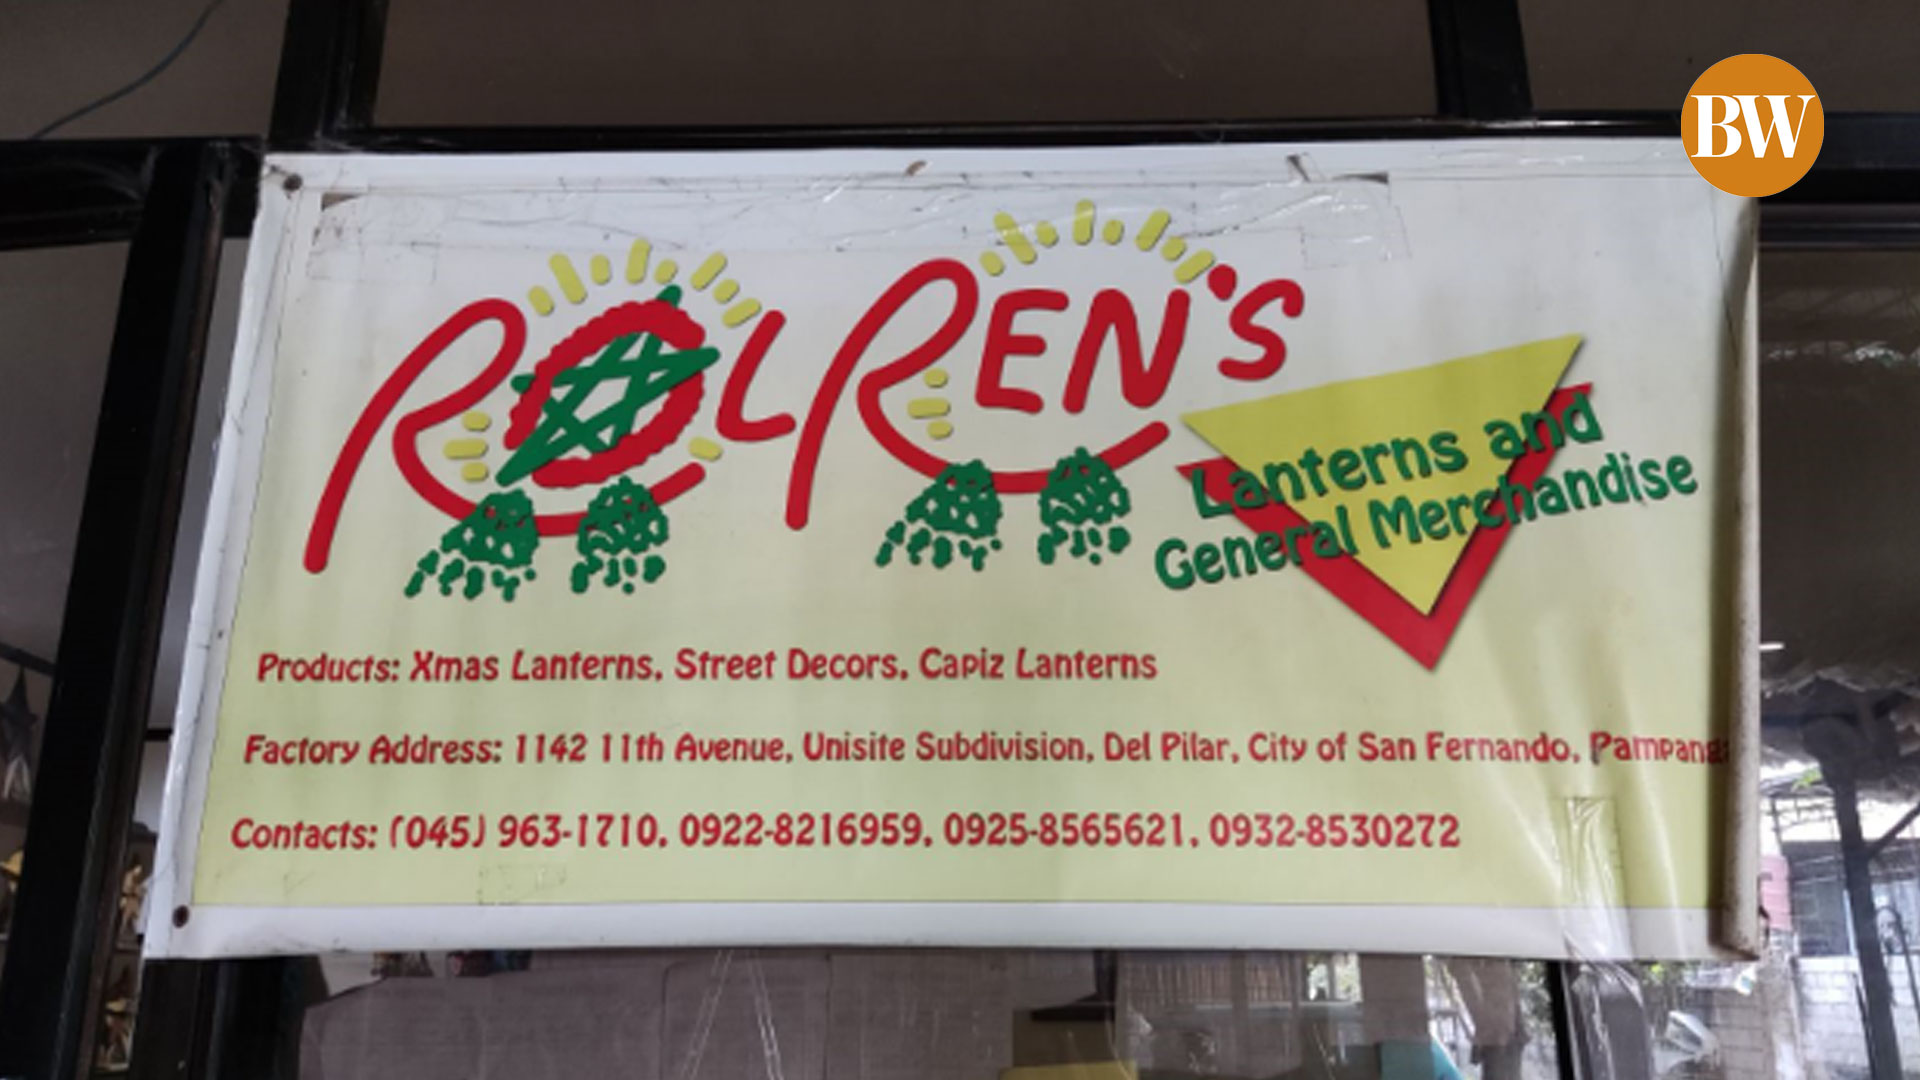 BW
ROLREN'S
Lanterns and
General Merchandise
Products: Xmas Lanterns, Street Decors, Capiz Lanterns
Factory Address: 1142 11th Avenue, Unisite Subdivision, Del Pilar, City of San Fernando, Pampanga
Contacts: (045) 963-1710, 0922-8216959, 0925-8565621, 0932-8530272